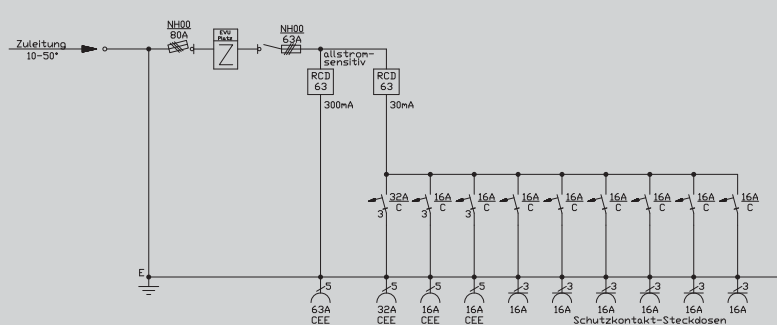 Zuleitung
10-50°
NH00
80A
EVU
Platz
Z
NH00
63A
allstrom-
sensitiv
RCD
63
300mA
RCD
63
30mA
32A
C
3
16A
C
3
16A
C
3
16A
C
16A
C
16A
C
16A
C
16A
C
16A
C
E
5
63A
CEE
5
32A
CEE
5
16A
CEE
5
16A
CEE
3
16A
3
16A
3
16A
3
16A
3
16A
3
16A
Schutzkontakt-Steckdosen